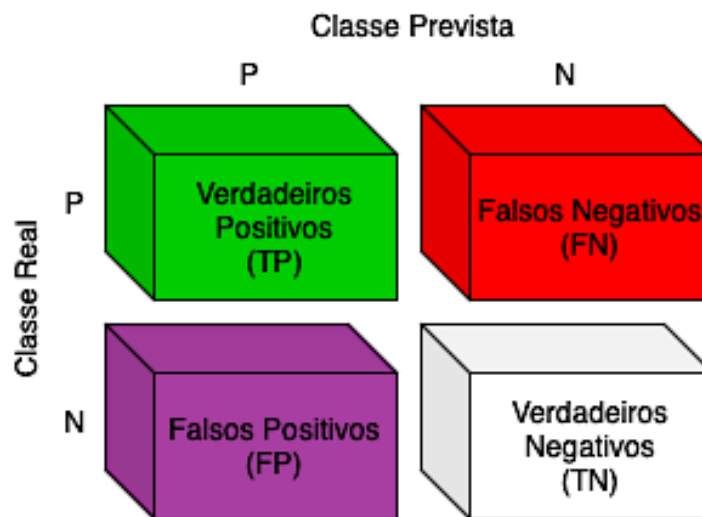 Classe Prevista
P
N
P
Classe Real
Verdadeiros
Positivos
(TP)
Falsos Negativos
(FN)
N
Falsos Positivos
(FP)
Verdadeiros
Negativos
(TN)